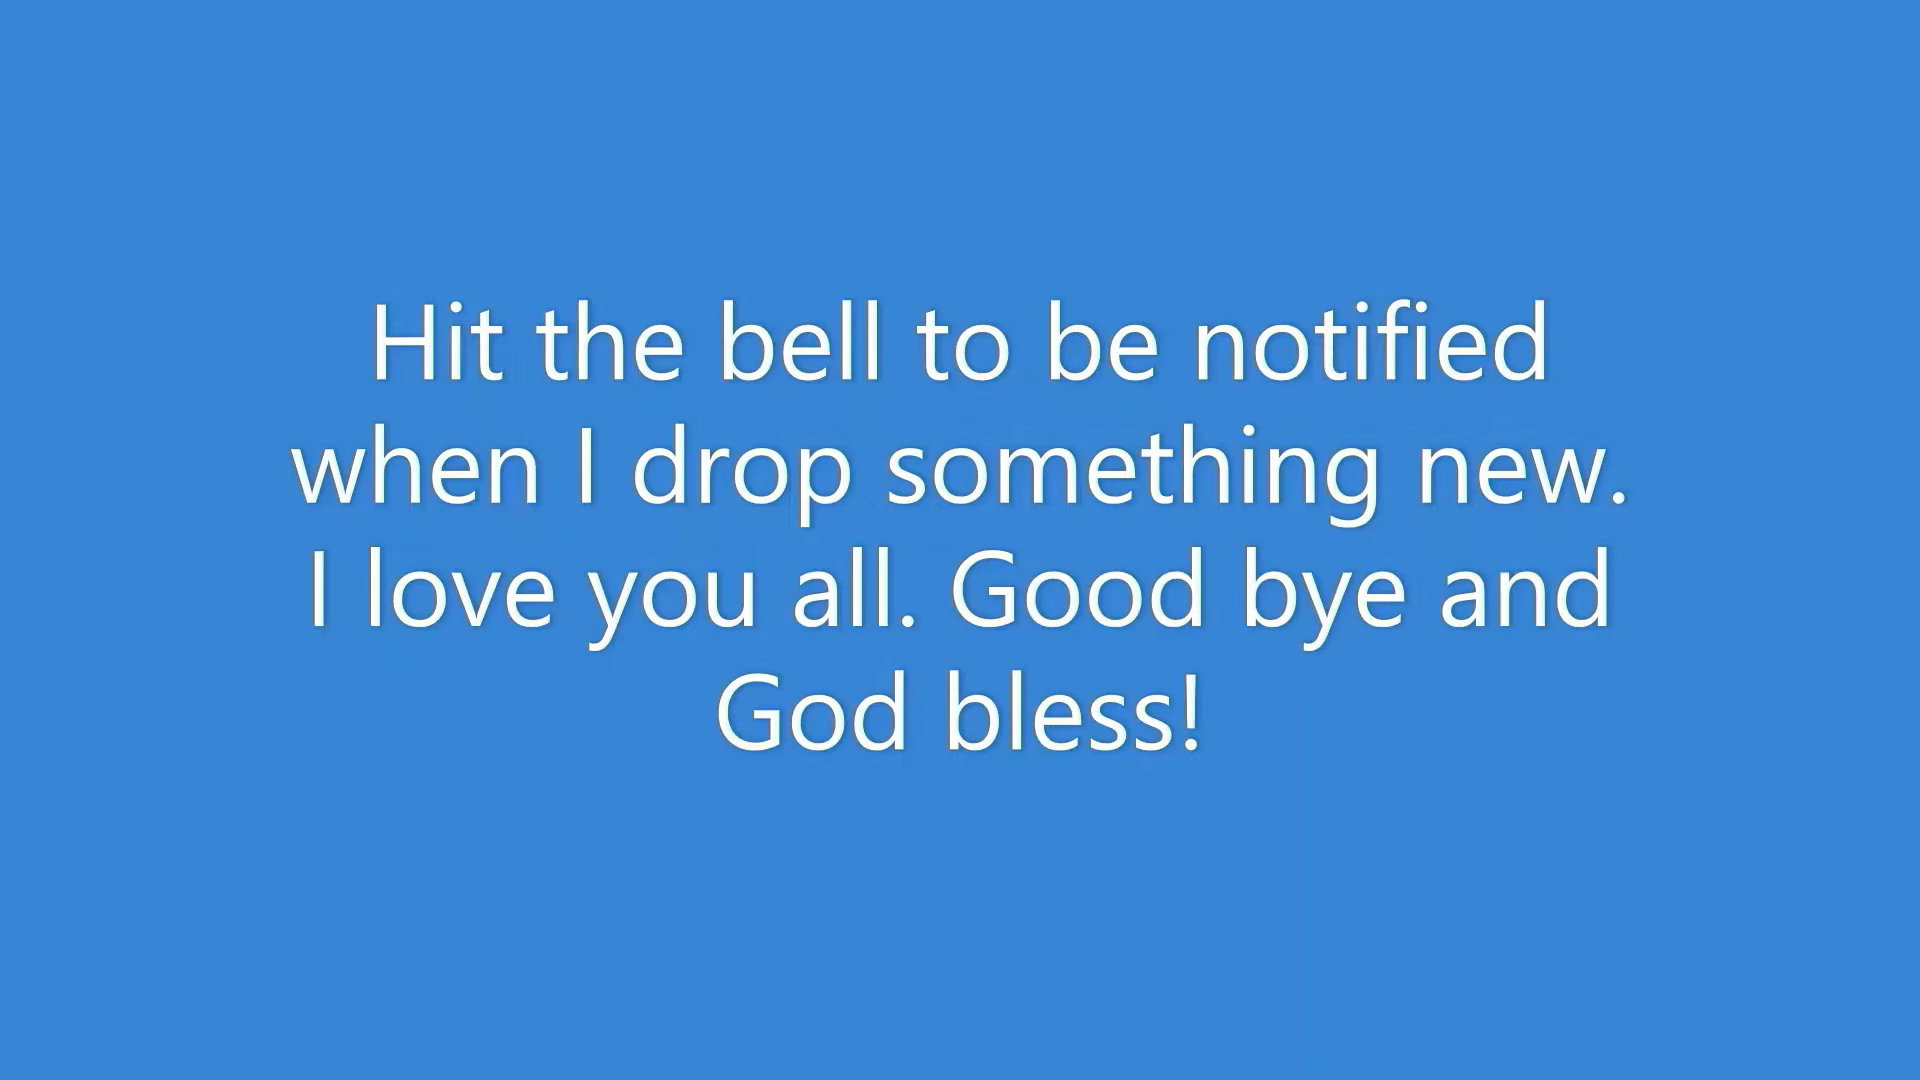 Hit the bell to be notified
when I drop something new.
I love you all. Good bye and
God bless!